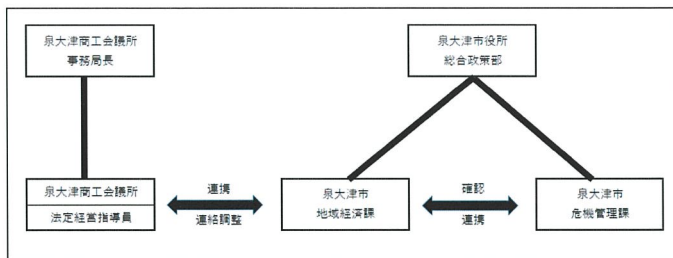 泉大津商工会議所
事務局長
泉大津市役所
総合政策部
泉大津商工会議所
法定経営指導員
連携
連絡調整
泉大津市
地域経済課
確認
連携
泉大津市
危機管理課